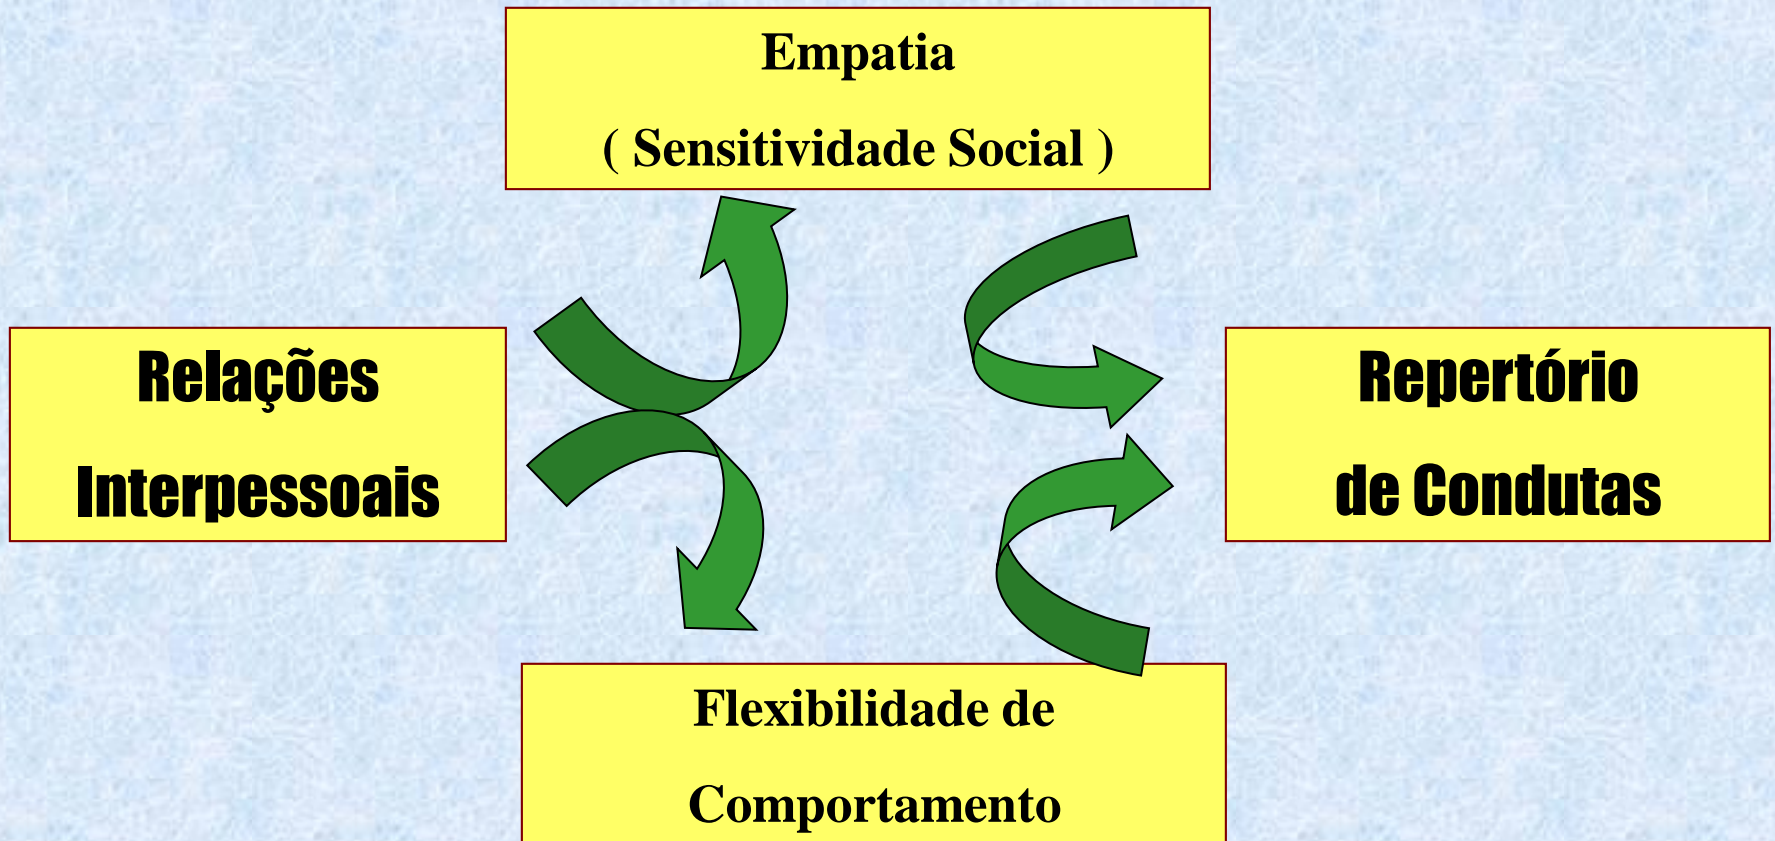 Empatia
( Sensitividade Social )
Relações
Interpessoais
Repertório
de Condutas
Flexibilidade de
Comportamento